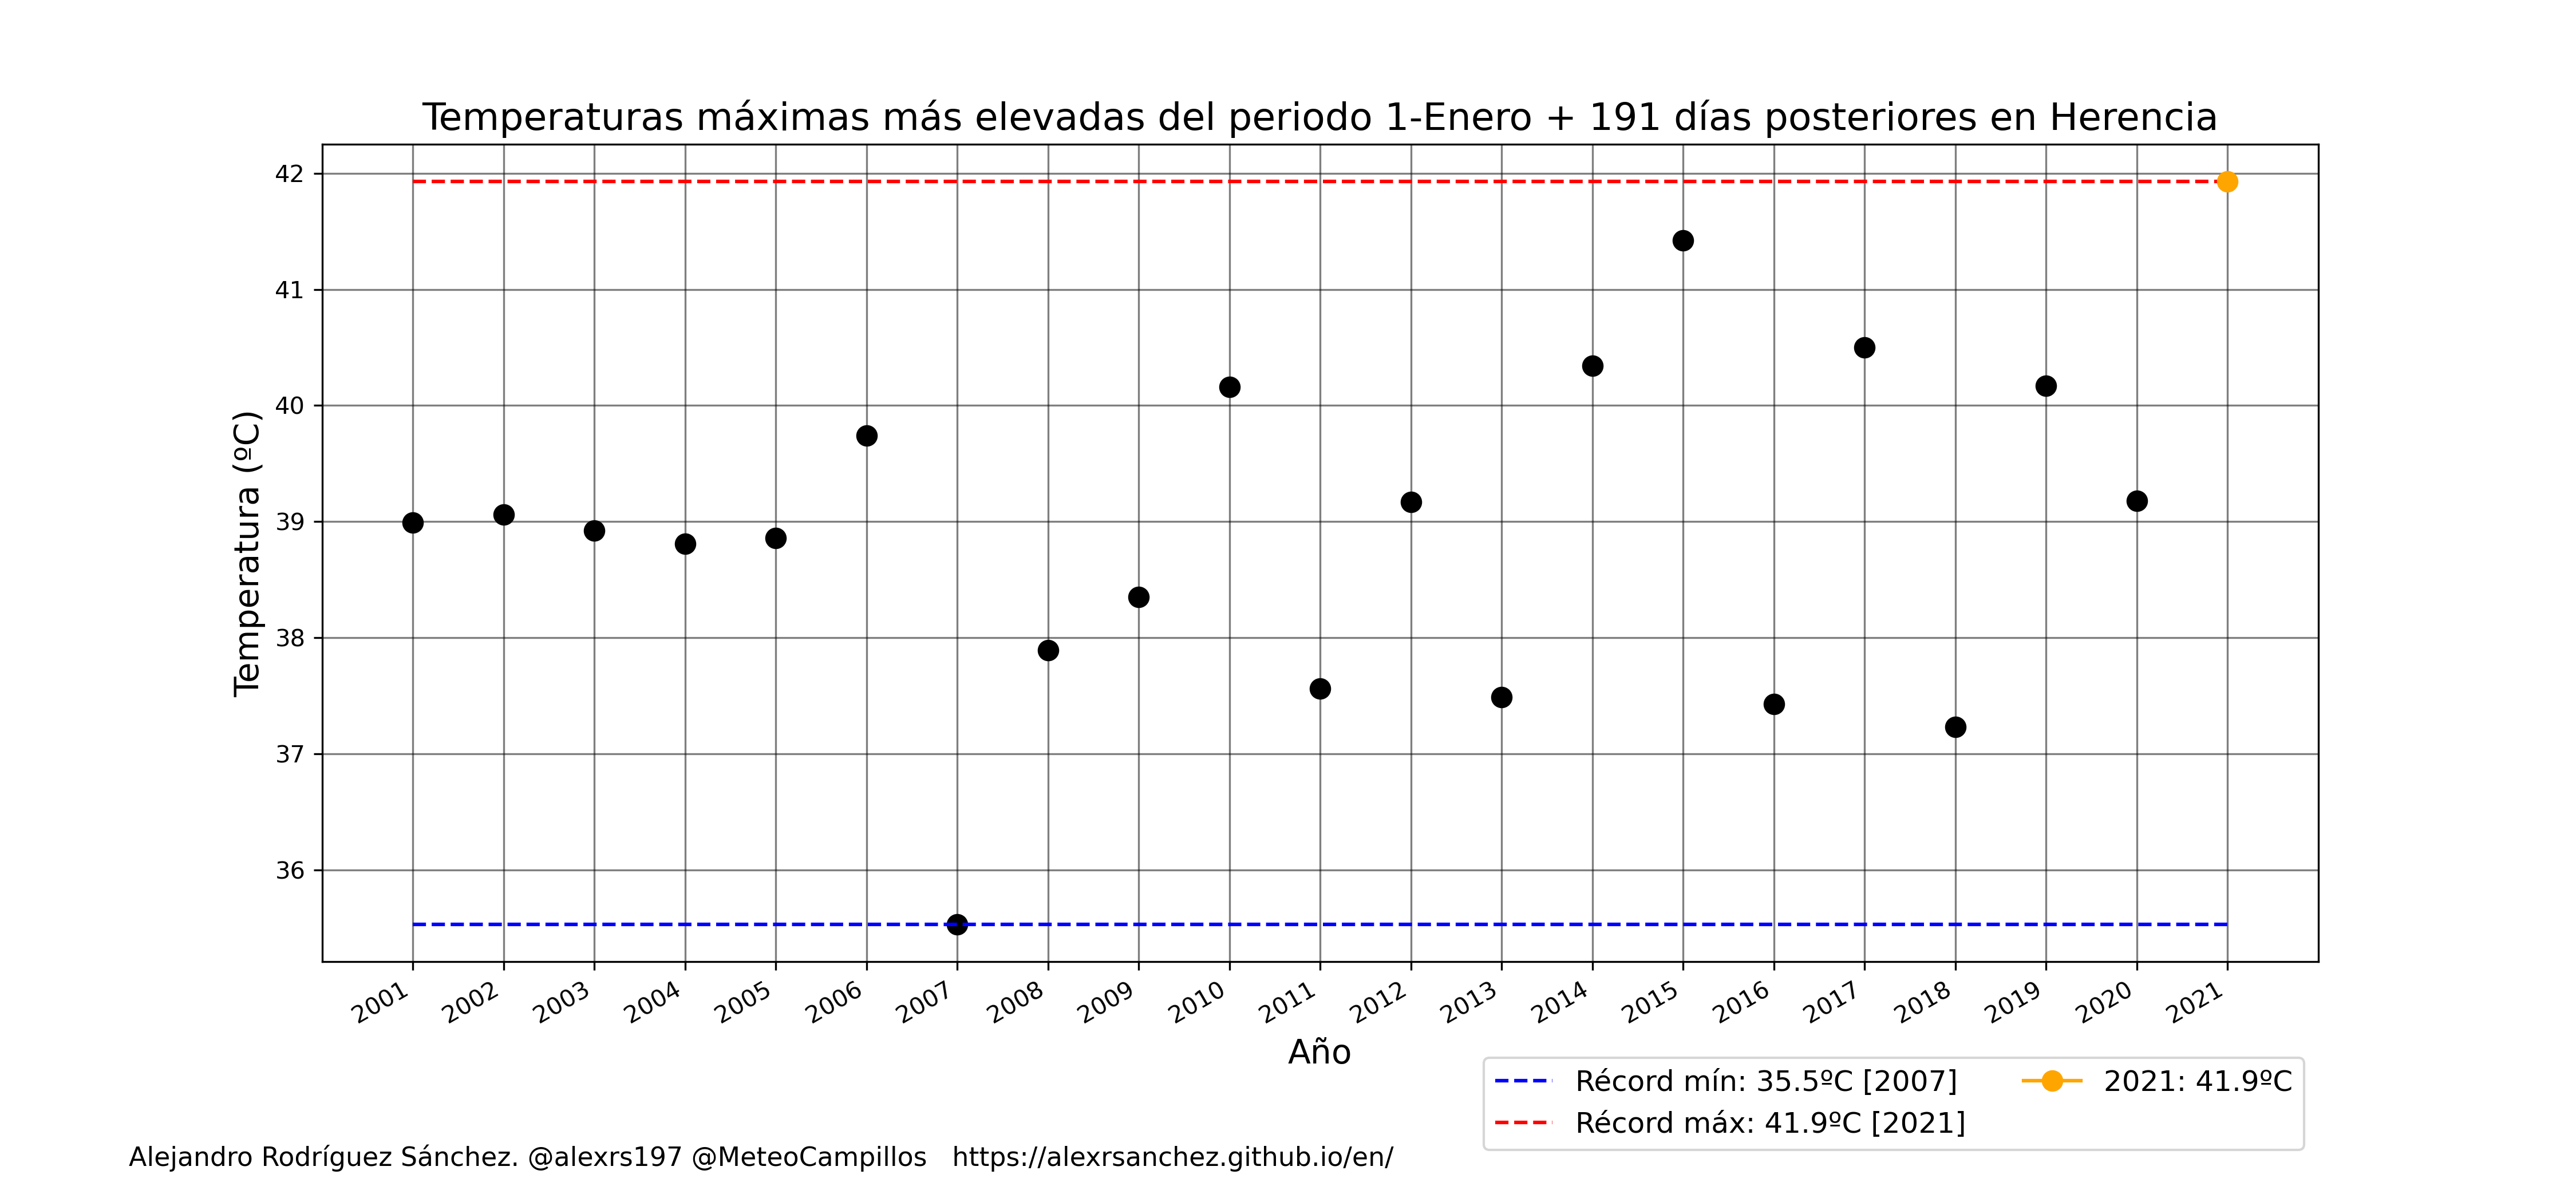 Temperaturas máximas más elevadas del periodo 1-Enero + 191 días posteriores en Herencia
Temperatura (ºC)
42
41
40
39
38
37
36
2001 2002 2003 2004 2005 2006 2007 2008 2009 2010 2011 2012 2013 2014 2015 2016 2017 2018 2019 2020 2021
Año
Récord mín: 35.5ºC [2007]
Récord máx: 41.9ºC [2021]
2021: 41.9ºC
Alejandro Rodríguez Sánchez. @alexrs197 @MeteoCampillos https://alexrsanchez.github.io/en/